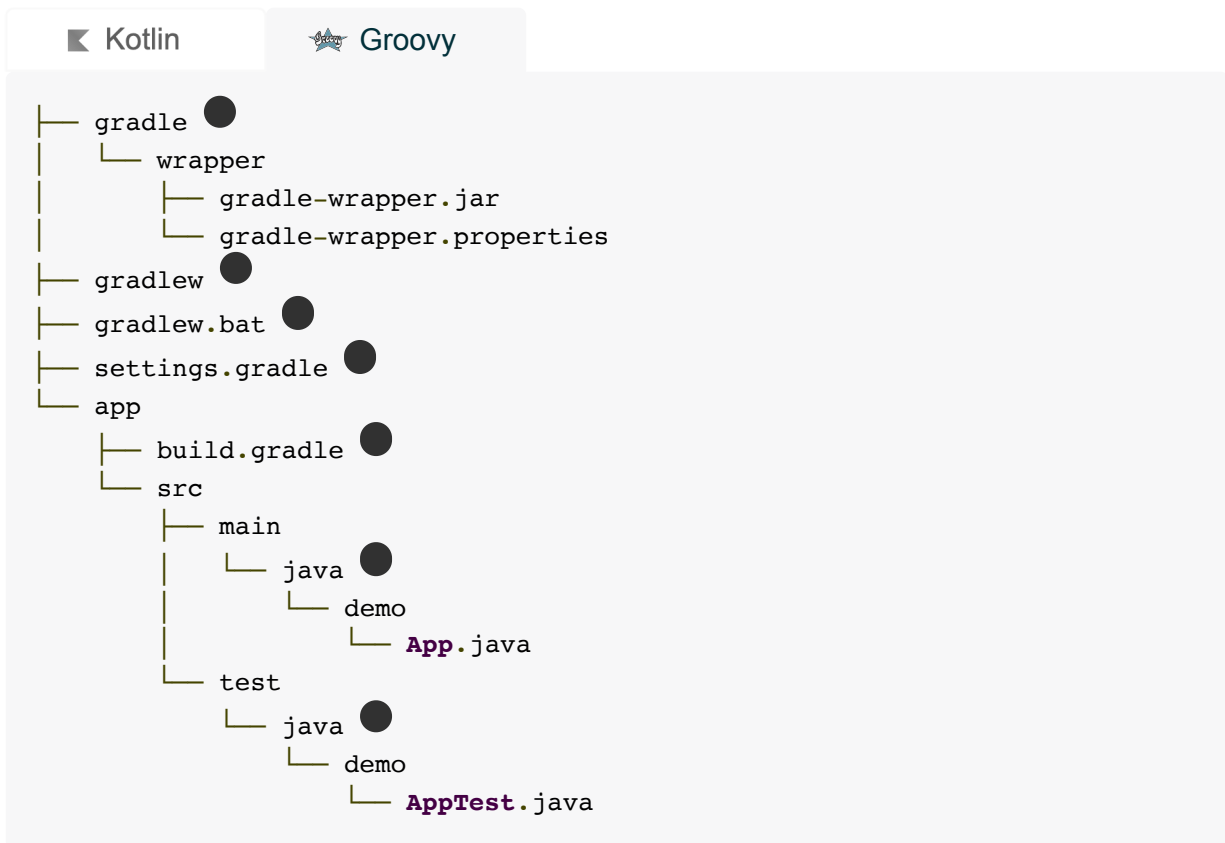 Kotlin Groovy
├── gradle
│   └── wrapper
│       ├── gradle-wrapper.jar
│       └── gradle-wrapper.properties
├── gradlew
├── gradlew.bat
├── settings.gradle
└── app
    ├── build.gradle
    └── src
        ├── main
        │   └── java
        │       └── demo
        │           └── App.java
        └── test
            └── java
                └── demo
                    └── AppTest.java